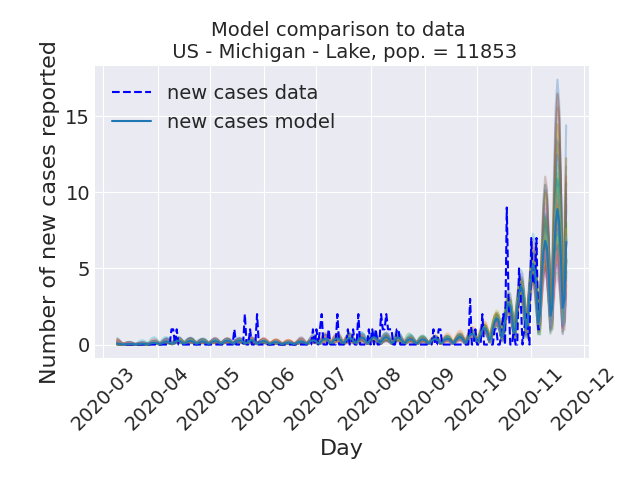 Model comparison to data
US - Michigan - Lake, pop. = 11853
Number of new cases reported
new cases data
new cases model
15
10
5
0
2020-03
2020-04
2020-05
2020-06
2020-07
2020-08
2020-09
2020-10
2020-11
2020-12
Day